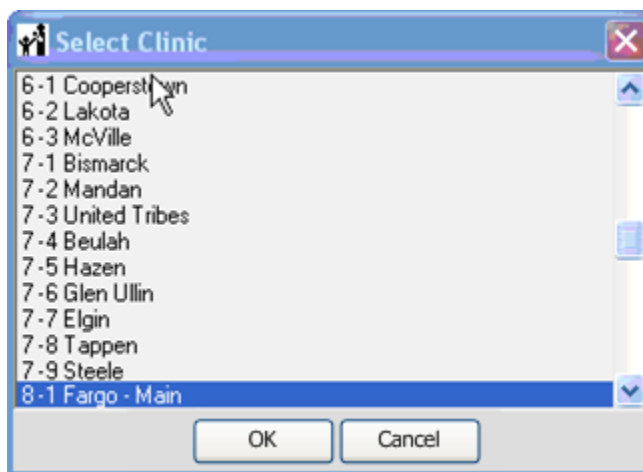 Select Clinic
6 -1 Cooperstown
6 -2 Lakota
6 -3 McVille
7 -1 Bismarck
7 -2 Mandan
7 -3 United Tribes
7 -4 Beulah
7 -5 Hazen
7 -6 Glen Ullin
7 -7 Elgin
7 -8 Tappen
7 -9 Steele
8 -1 Fargo - Main
OK Cancel